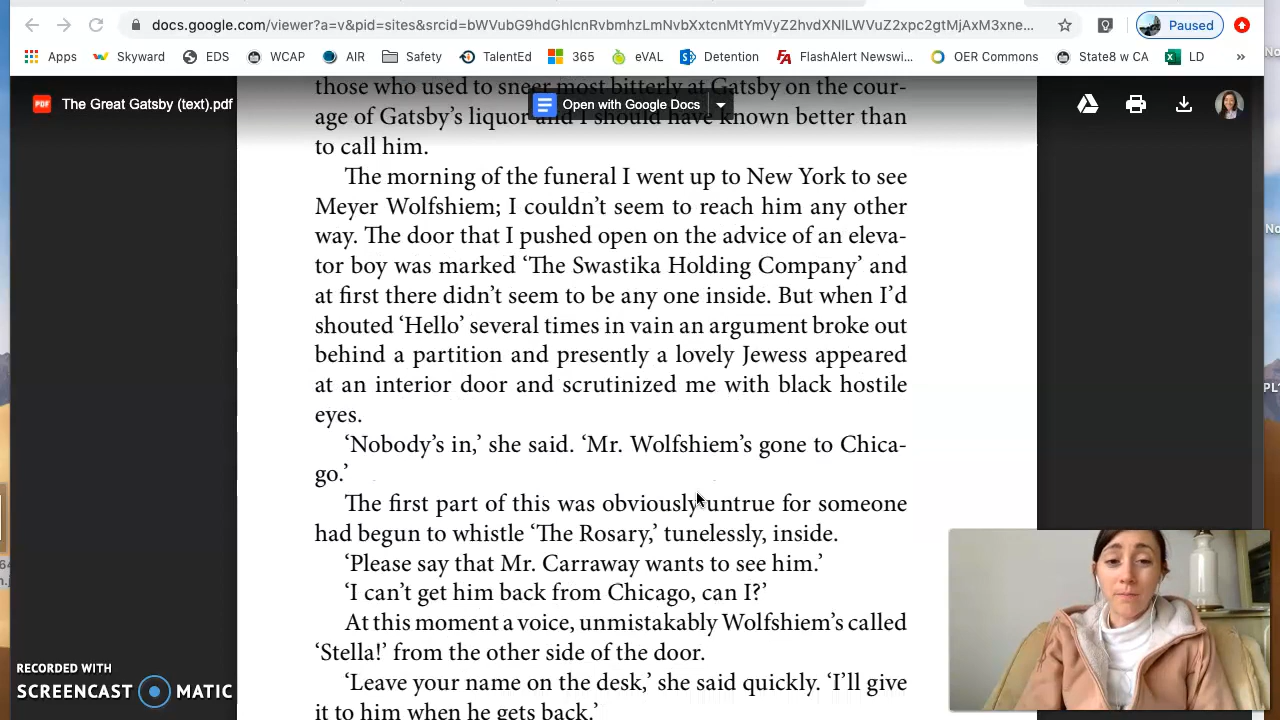 docs.google.com/viewer?a=v&pid=sites&srcid=bWVubG9hdGhlcnRvbmhzLmNvbXxtcnMtYmVyZ2hvdXNlLWVuZ2xpc2gtMjAxM3xne...
Paused
Apps
Skyward
EDS
WCAP
AIR
Safety
TalentEd
365
eVAL
Detention
FlashAlert Newswi...
OER Commons
State8 w CA
LD
»
those who used to sneer most bitterly at Gatsby on the cour-
PDF The Great Gatsby (text).pdf
Open with Google Docs
age of Gatsby’s liquor and I should have known better than
to call him.
The morning of the funeral I went up to New York to see
Meyer Wolfshiem; I couldn’t seem to reach him any other
way. The door that I pushed open on the advice of an eleva-
tor boy was marked ‘The Swastika Holding Company’ and
at first there didn’t seem to be any one inside. But when I’d
shouted ‘Hello’ several times in vain an argument broke out
behind a partition and presently a lovely Jewess appeared
at an interior door and scrutinized me with black hostile
eyes.
‘Nobody’s in,’ she said. ‘Mr. Wolfshiem’s gone to Chica-
go.’
The first part of this was obviously untrue for someone
had begun to whistle ‘The Rosary,’ tunelessly, inside.
‘Please say that Mr. Carraway wants to see him.’
‘I can’t get him back from Chicago, can I?’
At this moment a voice, unmistakably Wolfshiem’s called
‘Stella!’ from the other side of the door.
‘Leave your name on the desk,’ she said quickly. ‘I’ll give
it to him when he gets back.’
RECORDED WITH
SCREENCAST MATIC